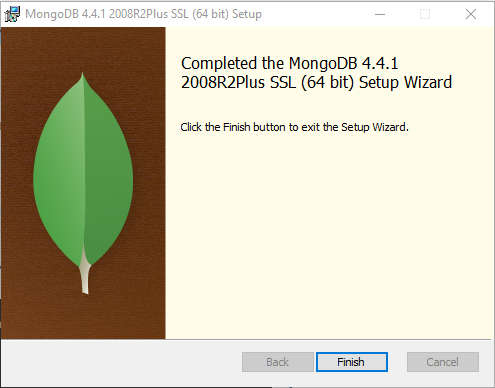 MongoDB 4.4.1 2008R2Plus SSL (64 bit) Setup
Completed the MongoDB 4.4.1
2008R2Plus SSL (64 bit) Setup Wizard
Click the Finish button to exit the Setup Wizard.
Back Finish Cancel